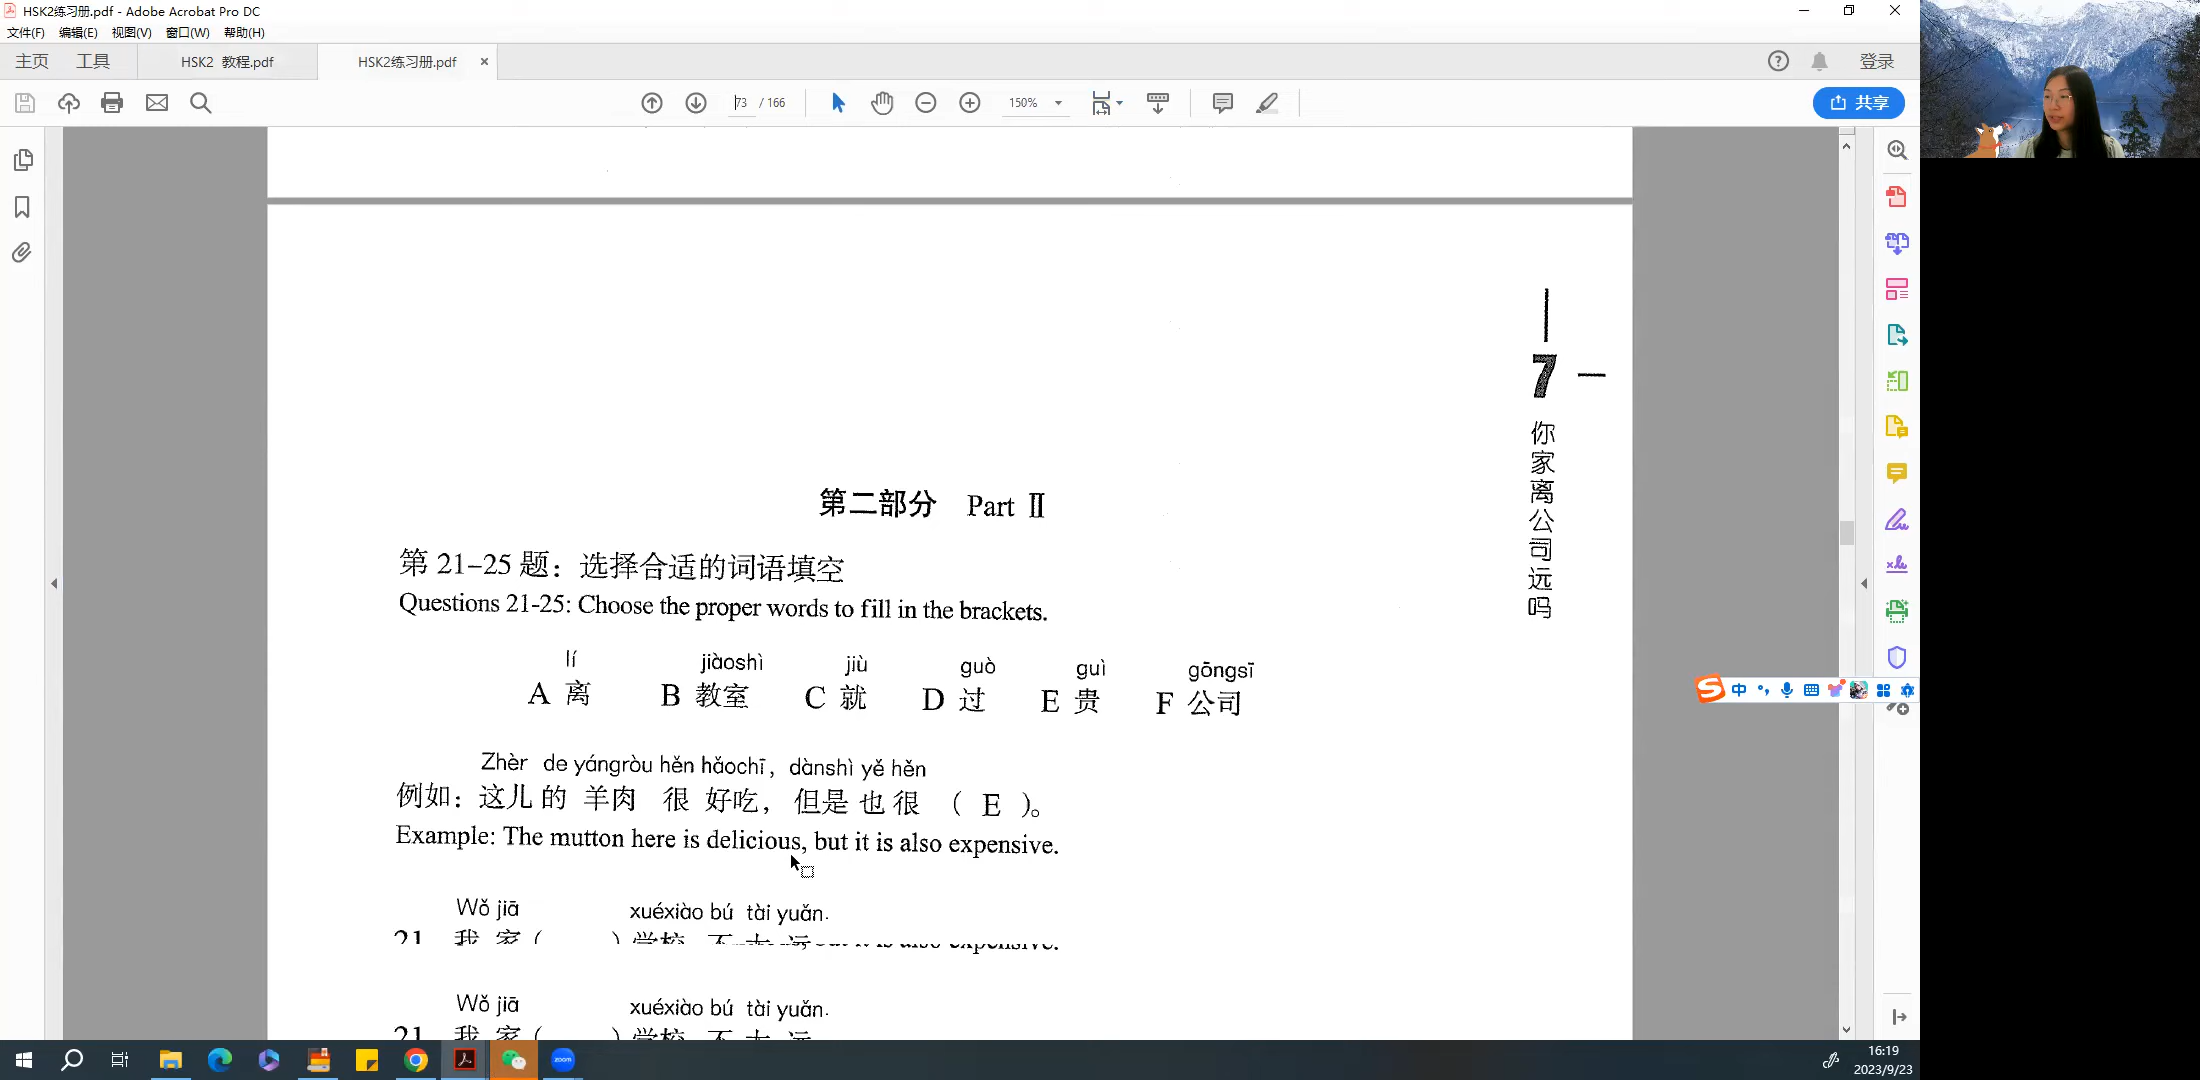 HSK2练习册.pdf - Adobe Acrobat Pro DC
文件(F) 编辑(E) 视图(V) 窗口(W) 帮助(H)
主页 工具 HSK2 教程.pdf HSK2练习册.pdf × 登录
73 / 166 150% 共享
7
你家离公司远吗
第二部分 Part Ⅱ
第 21-25 题：选择合适的词语填空
Questions 21-25: Choose the proper words to fill in the brackets.
lí jiàoshì jiù guò guì gōngsī
A 离 B 教室 C 就 D 过 E 贵 F 公司
Zhèr de yángròu hěn hǎochī, dànshì yě hěn
例如：这儿的 羊肉 很 好吃，但是 也 很 （ E ）。
Example: The mutton here is delicious, but it is also expensive.
Wǒ jiā xuéxiào bú tài yuǎn.
21 我 家（ ）学校 不 太 远 but it is also expensive.
Wǒ jiā xuéxiào bú tài yuǎn.
21 我 家（ ）学校 不 太 远
中
zoom
16:19
2023/9/23